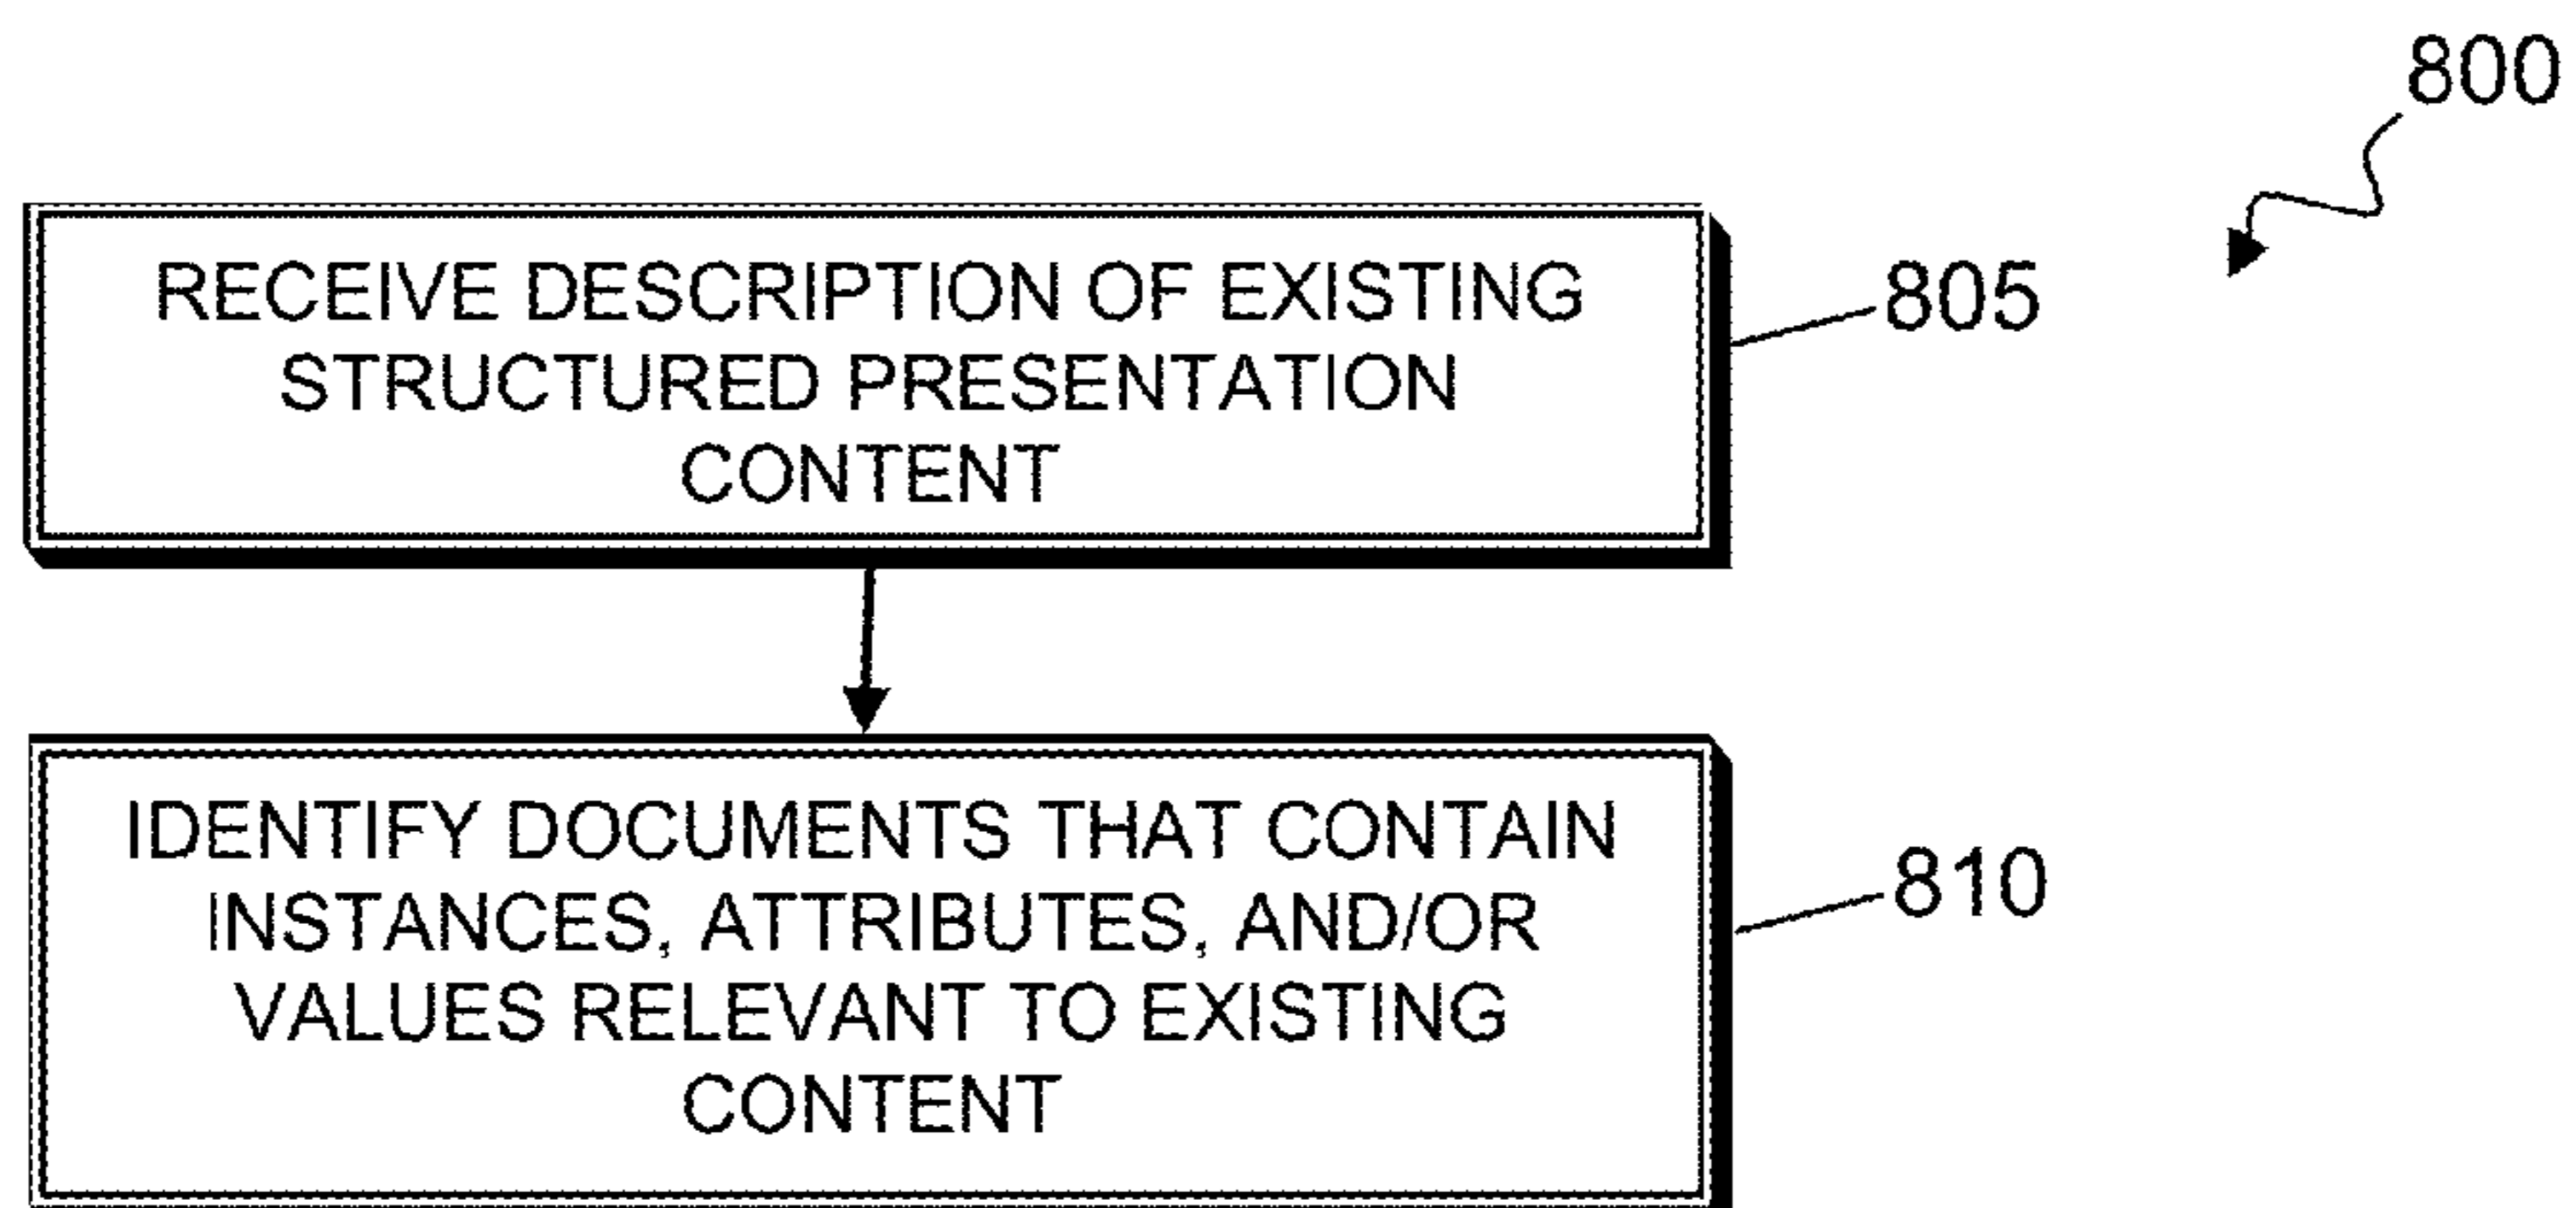 800
RECEIVE DESCRIPTION OF EXISTING
STRUCTURED PRESENTATION
CONTENT
805
IDENTIFY DOCUMENTS THAT CONTAIN
INSTANCES, ATTRIBUTES, AND/OR
VALUES RELEVANT TO EXISTING
CONTENT
810